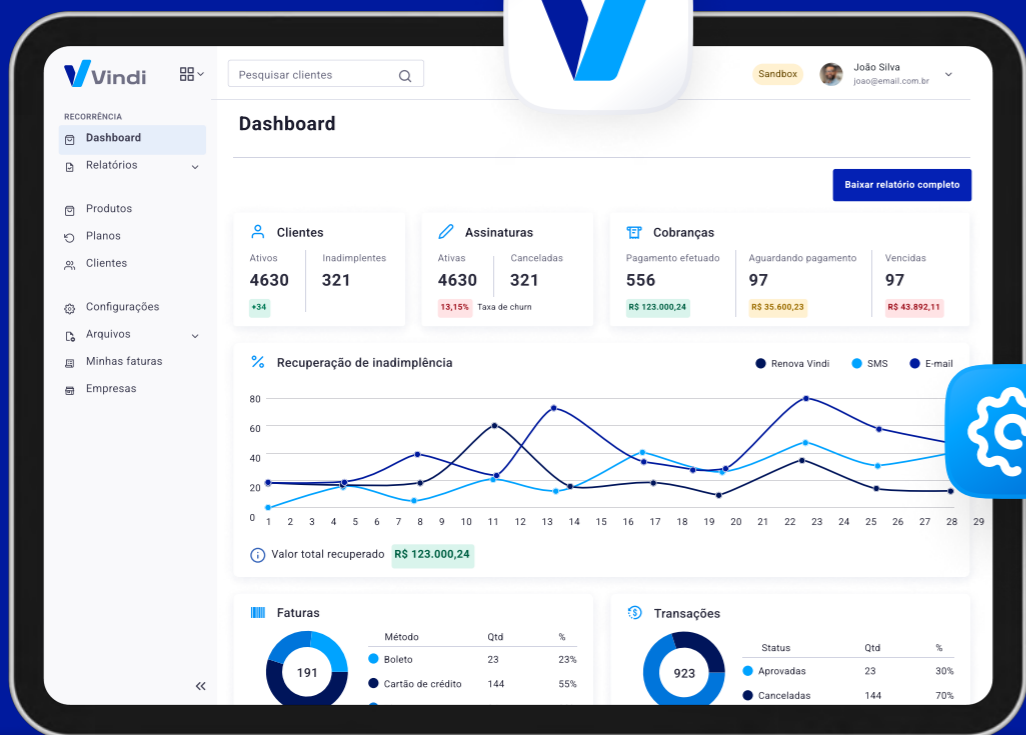 Vindi
Pesquisar clientes
Sandbox
João Silva
joao@email.com.br
RECORRÊNCIA
Dashboard
Relatórios
Produtos
Planos
Clientes
Configurações
Arquivos
Minhas faturas
Empresas
Dashboard
Baixar relatório completo
Clientes
Ativos
Inadimplentes
4630
321
+34
Assinaturas
Ativas
Canceladas
4630
321
13,15% Taxa de churn
Cobranças
Pagamento efetuado
Aguardando pagamento
Vencidas
556
97
97
R$ 123.000,24
R$ 35.600,23
R$ 43.892,11
Recuperação de inadimplência
Renova Vindi
SMS
E-mail
80
60
40
20
0
1 2 3 4 5 6 7 8 9 10 11 12 13 14 15 16 17 18 19 20 21 22 23 24 25 26 27 28 29
Valor total recuperado R$ 123.000,24
Faturas
191
Método Qtd %
Boleto 23 23%
Cartão de crédito 144 55%
Transações
923
Status Qtd %
Aprovadas 23 30%
Canceladas 144 70%